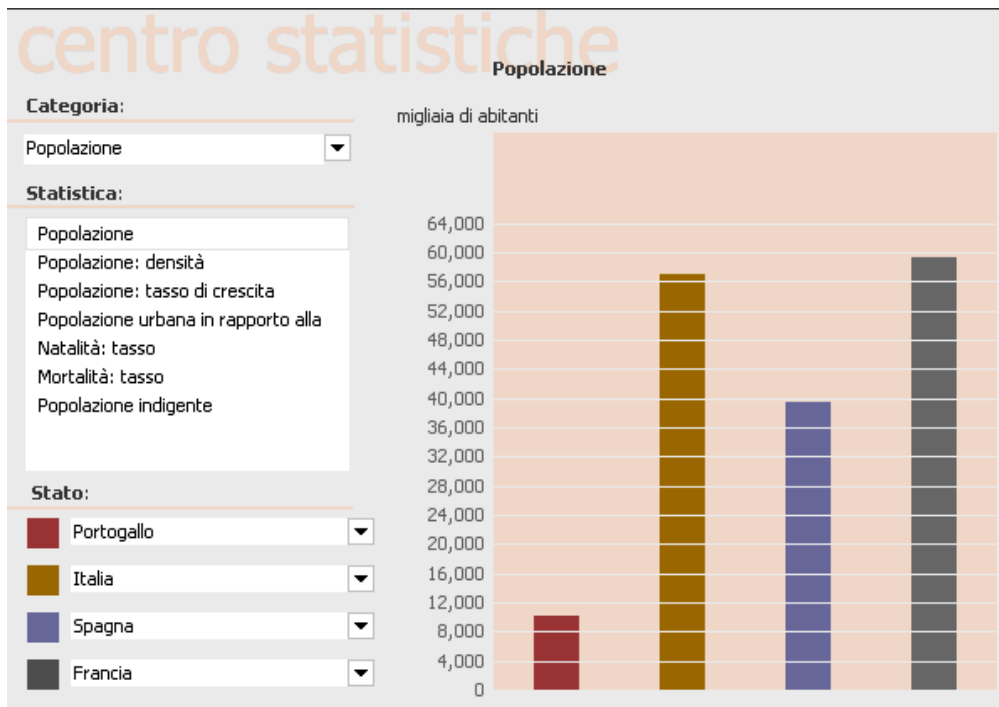 centro statistiche
Popolazione
Categoria:
Popolazione
Statistica:
Popolazione
Popolazione: densità
Popolazione: tasso di crescita
Popolazione urbana in rapporto alla
Natalità: tasso
Mortalità: tasso
Popolazione indigente
Stato:
Portogallo
Italia
Spagna
Francia
migliaia di abitanti
64,000
60,000
56,000
52,000
48,000
44,000
40,000
36,000
32,000
28,000
24,000
20,000
16,000
12,000
8,000
4,000
0